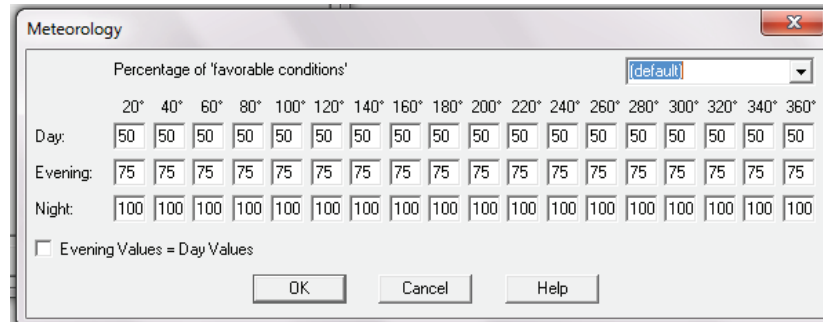 Meteorology
Percentage of 'favorable conditions' (default)
20° 40° 60° 80° 100° 120° 140° 160° 180° 200° 220° 240° 260° 280° 300° 320° 340° 360°
Day: 50 50 50 50 50 50 50 50 50 50 50 50 50 50 50 50 50 50
Evening: 75 75 75 75 75 75 75 75 75 75 75 75 75 75 75 75 75 75
Night: 100 100 100 100 100 100 100 100 100 100 100 100 100 100 100 100 100 100
Evening Values = Day Values
OK Cancel Help